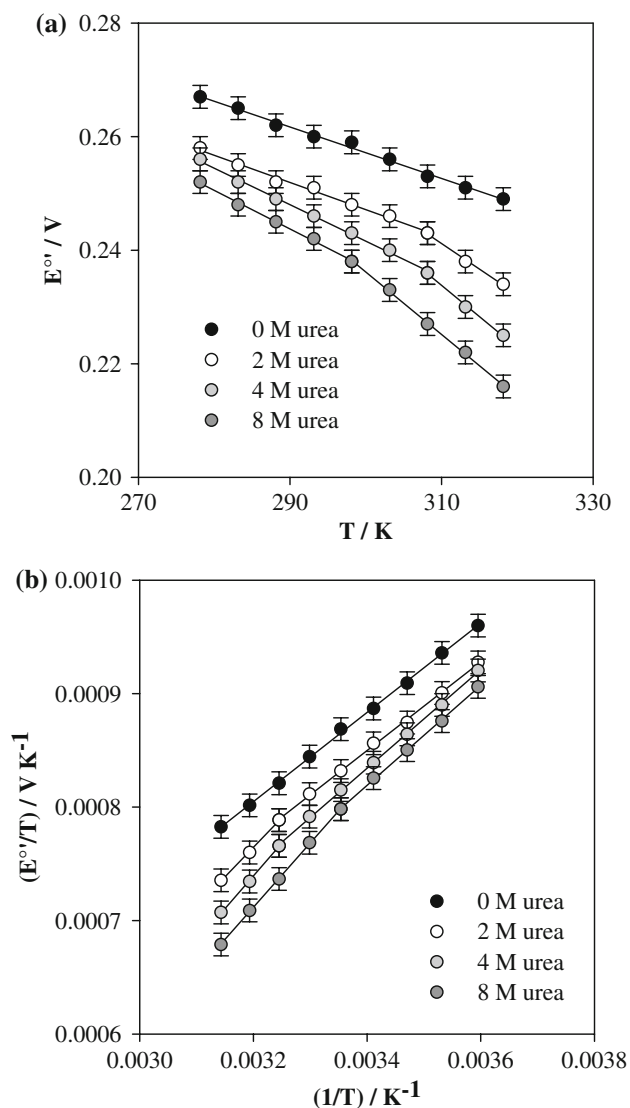 (a)
0.28
0.26
0.24
0.22
0.20
E°' / V
0 M urea
2 M urea
4 M urea
8 M urea
270 290 310 330
T / K
(b)
0.0010
0.0009
0.0008
0.0007
0.0006
(E°'/T) / V K⁻¹
0 M urea
2 M urea
4 M urea
8 M urea
0.0030 0.0032 0.0034 0.0036 0.0038
(1/T) / K⁻¹